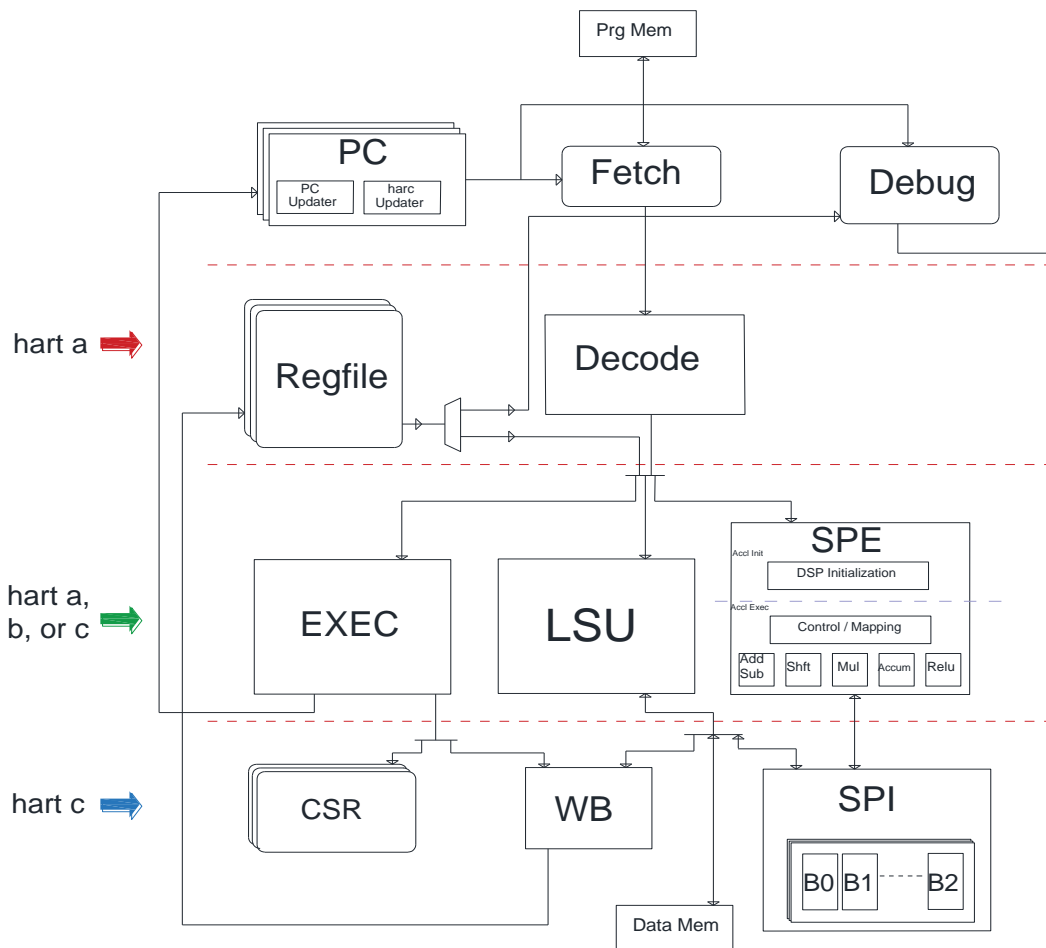 Prg Mem
PC
PC
Updater
harc
Updater
Fetch
Debug
hart a
Regfile
Decode
hart a,
b, or c
EXEC
LSU
SPE
Accl Init
DSP Initialization
Accl Exec
Control / Mapping
Add
Sub
Shft
Mul
Accum
Relu
hart c
CSR
WB
SPI
B0
B1
B2
Data Mem